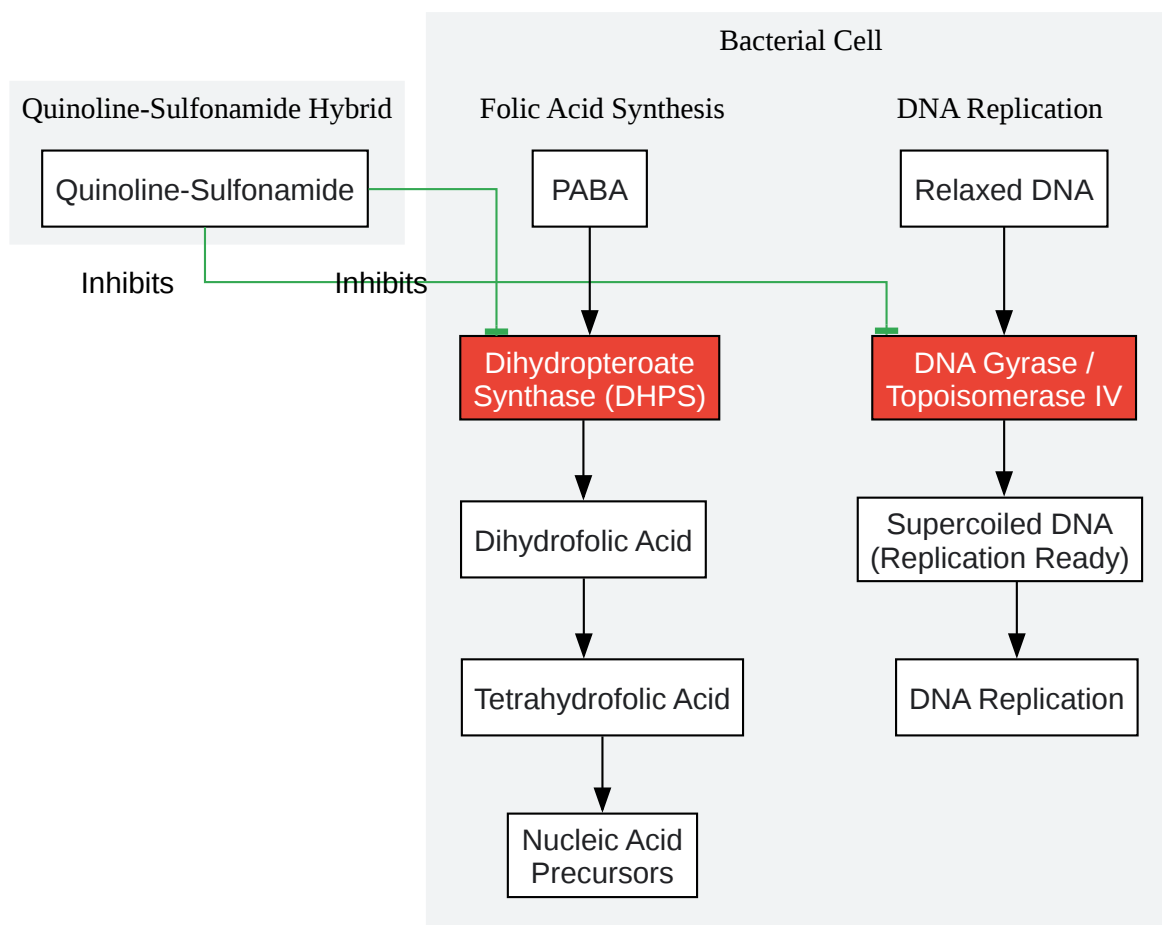 Bacterial Cell
Quinoline-Sulfonamide Hybrid
Folic Acid Synthesis
DNA Replication
Quinoline-Sulfonamide
PABA
Relaxed DNA
Inhibits
Inhibits
Dihydropteroate
Synthase (DHPS)
DNA Gyrase /
Topoisomerase IV
Dihydrofolic Acid
Supercoiled DNA
(Replication Ready)
Tetrahydrofolic Acid
DNA Replication
Nucleic Acid
Precursors